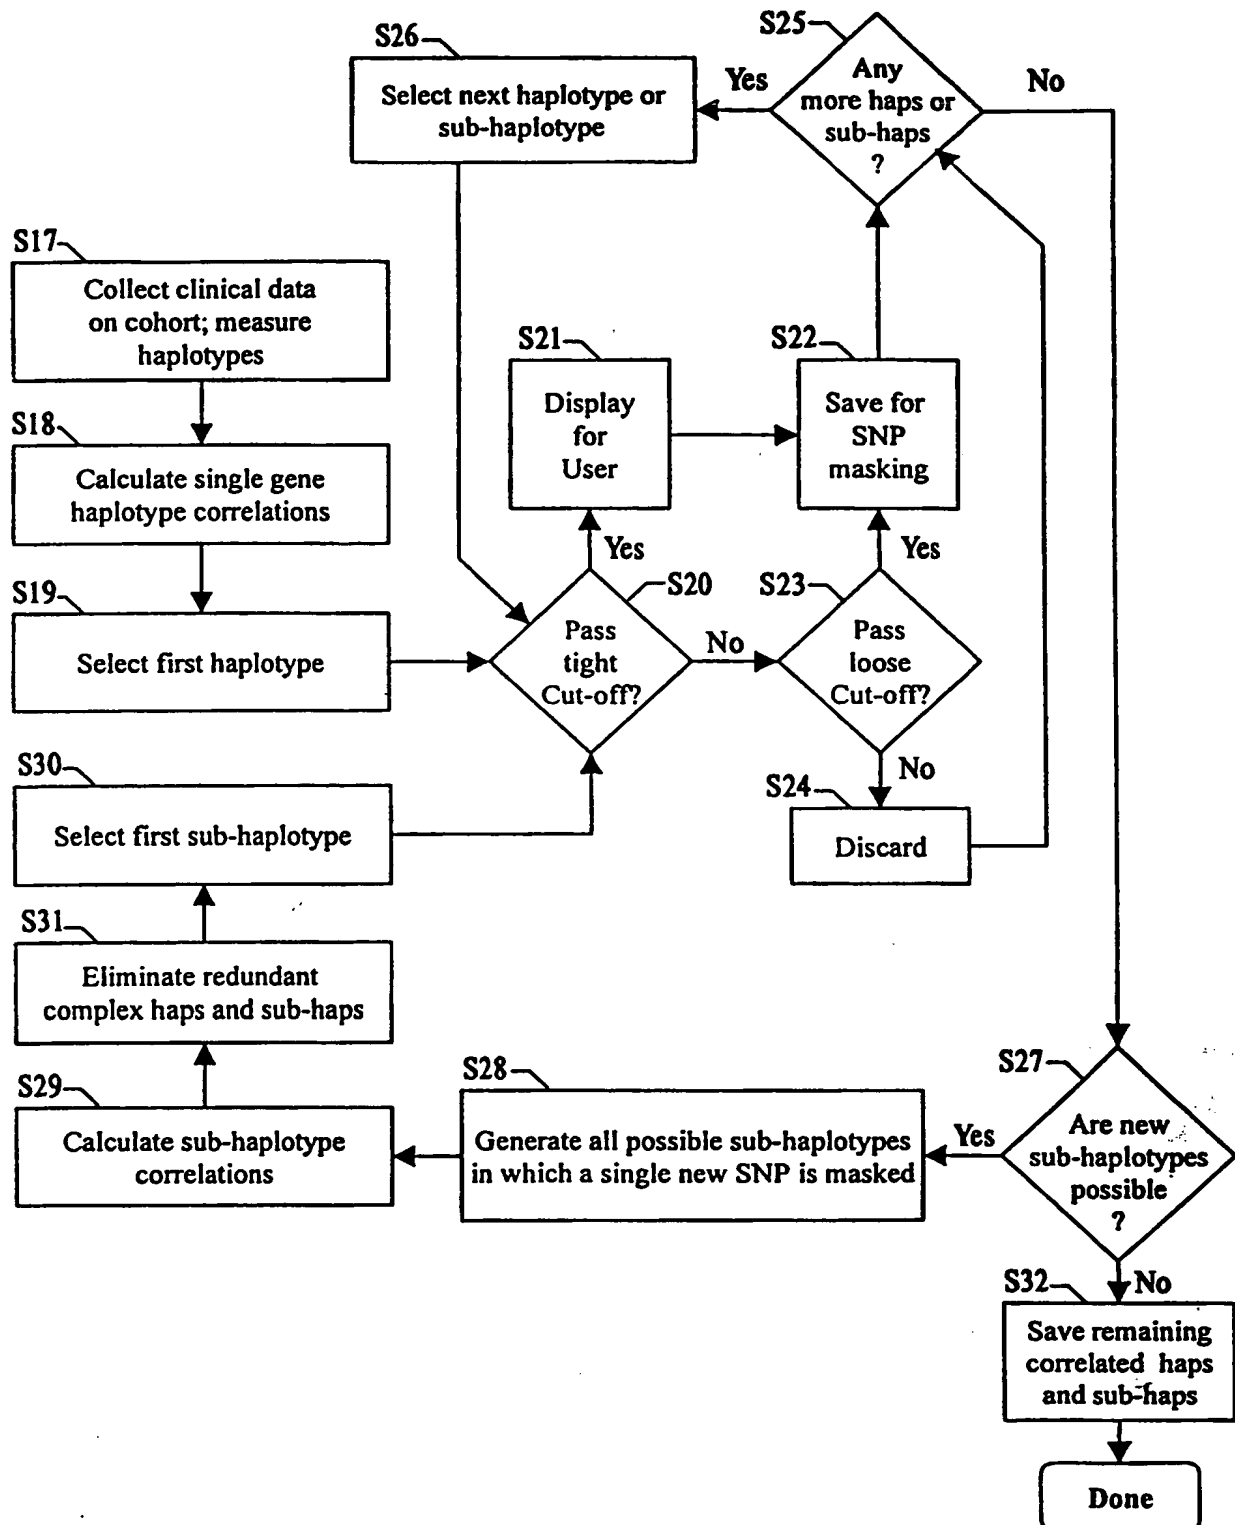 S26
Select next haplotype or
sub-haplotype
S25
Any
more haps or
sub-haps
?
Yes
No
S17
Collect clinical data
on cohort; measure
haplotypes
S18
Calculate single gene
haplotype correlations
S19
Select first haplotype
S21
Display
for
User
S22
Save for
SNP
masking
Yes
Yes
S20
Pass
tight
Cut-off?
No
S23
Pass
loose
Cut-off?
No
S24
Discard
S30
Select first sub-haplotype
S31
Eliminate redundant
complex haps and sub-haps
S29
Calculate sub-haplotype
correlations
S28
Generate all possible sub-haplotypes
in which a single new SNP is masked
Yes
S27
Are new
sub-haplotypes
possible
?
No
S32
Save remaining
correlated haps
and sub-haps
Done